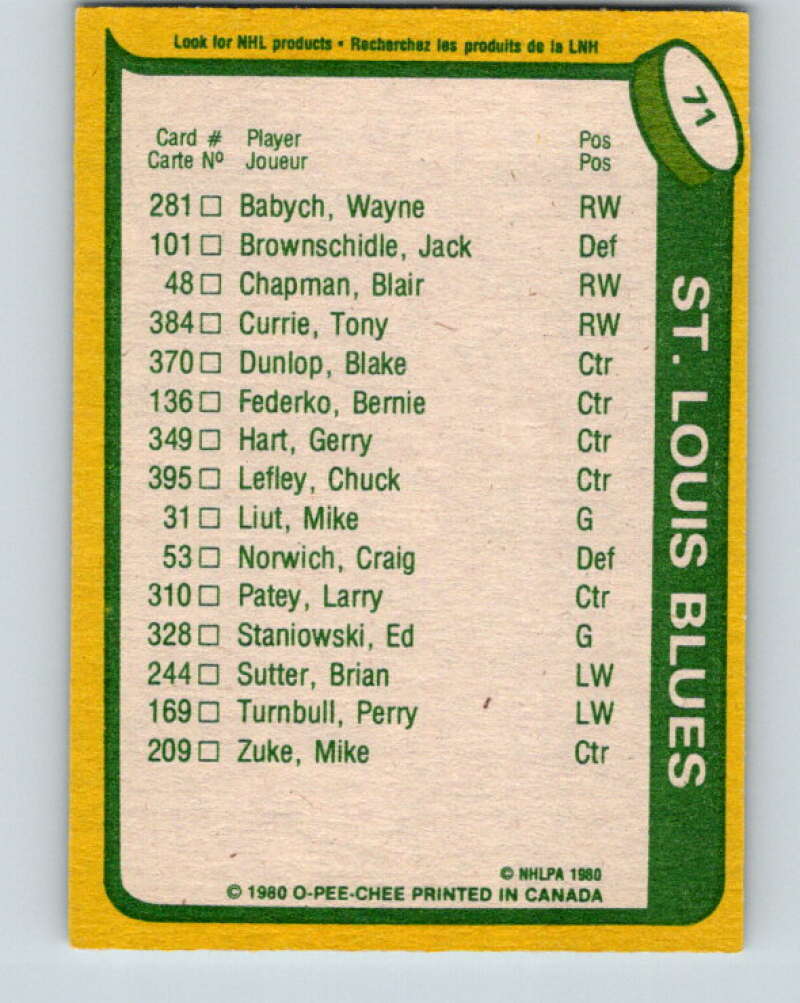 Look for NHL products • Recherchez les produits de la LNH
71
Card # Player Pos
Carte Nº Joueur Pos
281 □ Babych, Wayne RW
101 □ Brownschidle, Jack Def
48 □ Chapman, Blair RW
384 □ Currie, Tony RW
370 □ Dunlop, Blake Ctr
136 □ Federko, Bernie Ctr
349 □ Hart, Gerry Ctr
395 □ Lefley, Chuck Ctr
31 □ Liut, Mike G
53 □ Norwich, Craig Def
310 □ Patey, Larry Ctr
328 □ Staniowski, Ed G
244 □ Sutter, Brian LW
169 □ Turnbull, Perry LW
209 □ Zuke, Mike Ctr
ST. LOUIS BLUES
© NHLPA 1980
© 1980 O-PEE-CHEE PRINTED IN CANADA